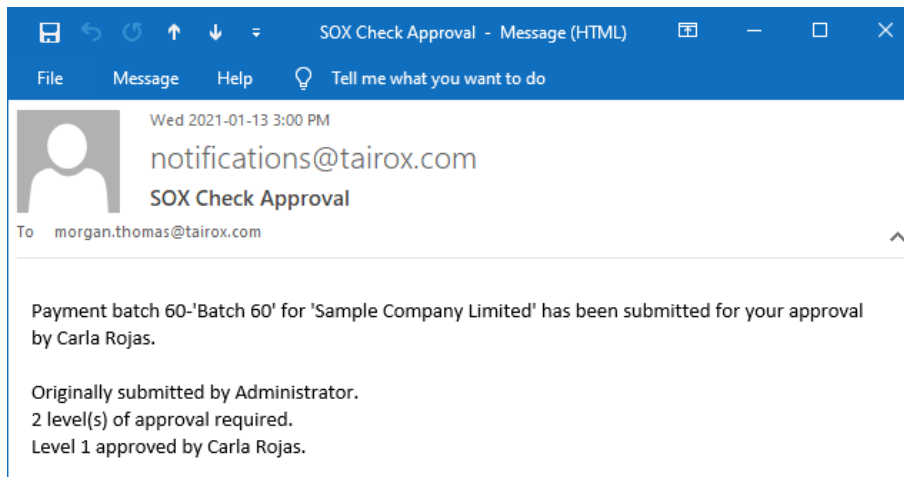 SOX Check Approval - Message (HTML)
File Message Help Tell me what you want to do
Wed 2021-01-13 3:00 PM
notifications@tairox.com
SOX Check Approval
To morgan.thomas@tairox.com
Payment batch 60-'Batch 60' for 'Sample Company Limited' has been submitted for your approval
by Carla Rojas.
Originally submitted by Administrator.
2 level(s) of approval required.
Level 1 approved by Carla Rojas.